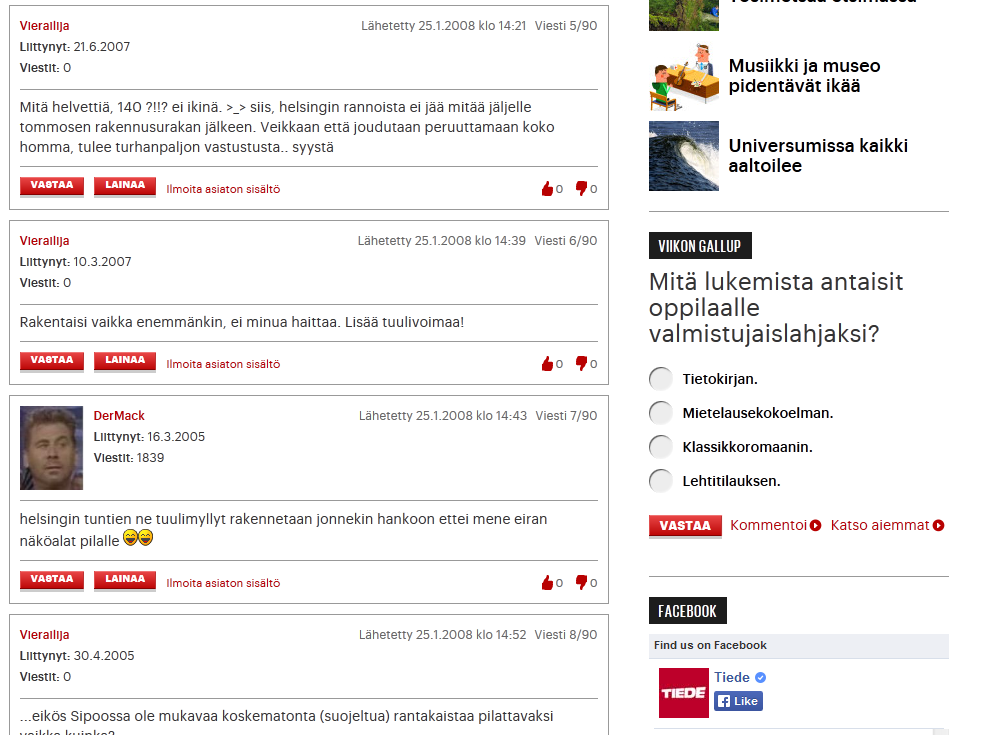 Vierailija
Lähetetty 25.1.2008 klo 14:21 Viesti 5/90
Liittynyt: 21.6.2007
Viestit: 0
Mitä helvettiä, 140 ?!!? ei ikinä. >_> siis, helsingin rannoista ei jää mitää jäljelle
tommosen rakennusurakan jälkeen. Veikkaan että joudutaan peruuttamaan koko
homma, tulee turhanpaljon vastustusta.. syystä
VASTAA LAINAA Ilmoita asiaton sisältö 0 0
Vierailija
Lähetetty 25.1.2008 klo 14:39 Viesti 6/90
Liittynyt: 10.3.2007
Viestit: 0
Rakentaisi vaikka enemmänkin, ei minua haittaa. Lisää tuulivoimaa!
VASTAA LAINAA Ilmoita asiaton sisältö 0 0
DerMack
Lähetetty 25.1.2008 klo 14:43 Viesti 7/90
Liittynyt: 16.3.2005
Viestit: 1839
helsingin tuntien ne tuulimyllyt rakennetaan jonnekin hankoon ettei mene eiran
näköalat pilalle
VASTAA LAINAA Ilmoita asiaton sisältö 0 0
Vierailija
Lähetetty 25.1.2008 klo 14:52 Viesti 8/90
Liittynyt: 30.4.2005
Viestit: 0
...eikös Sipoossa ole mukavaa koskematonta (suojeltua) rantakaistaa pilattavaksi
Musiikki ja museo
pidentävät ikää
Universumissa kaikki
aaltoilee
VIIKON GALLUP
Mitä lukemista antaisit
oppilaalle
valmistujaislahjaksi?
Tietokirjan.
Mietelausekokoelman.
Klassikkoromaanin.
Lehtitilauksen.
VASTAA Kommentoi Katso aiemmat
FACEBOOK
Find us on Facebook
TIEDE
Tiede
Like